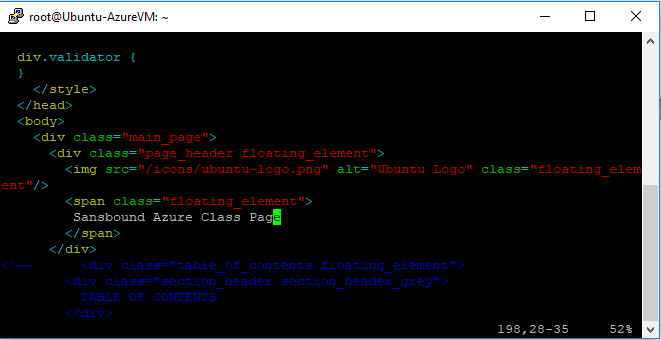 root@Ubuntu-AzureVM: ~
div.validator {
}
</style>
</head>
<body>
<div class="main_page">
<div class="page_header floating_element">
<img src="/icons/ubuntu-logo.png" alt="Ubuntu Logo" class="floating_elem
ent"/>
<span class="floating_element">
Sansbound Azure Class Page
</span>
</div>
<!--      <div class="table_of_contents floating_element">
<div class="section_header section_header_grey">
TABLE OF CONTENTS
</div>
198,28-35     52%